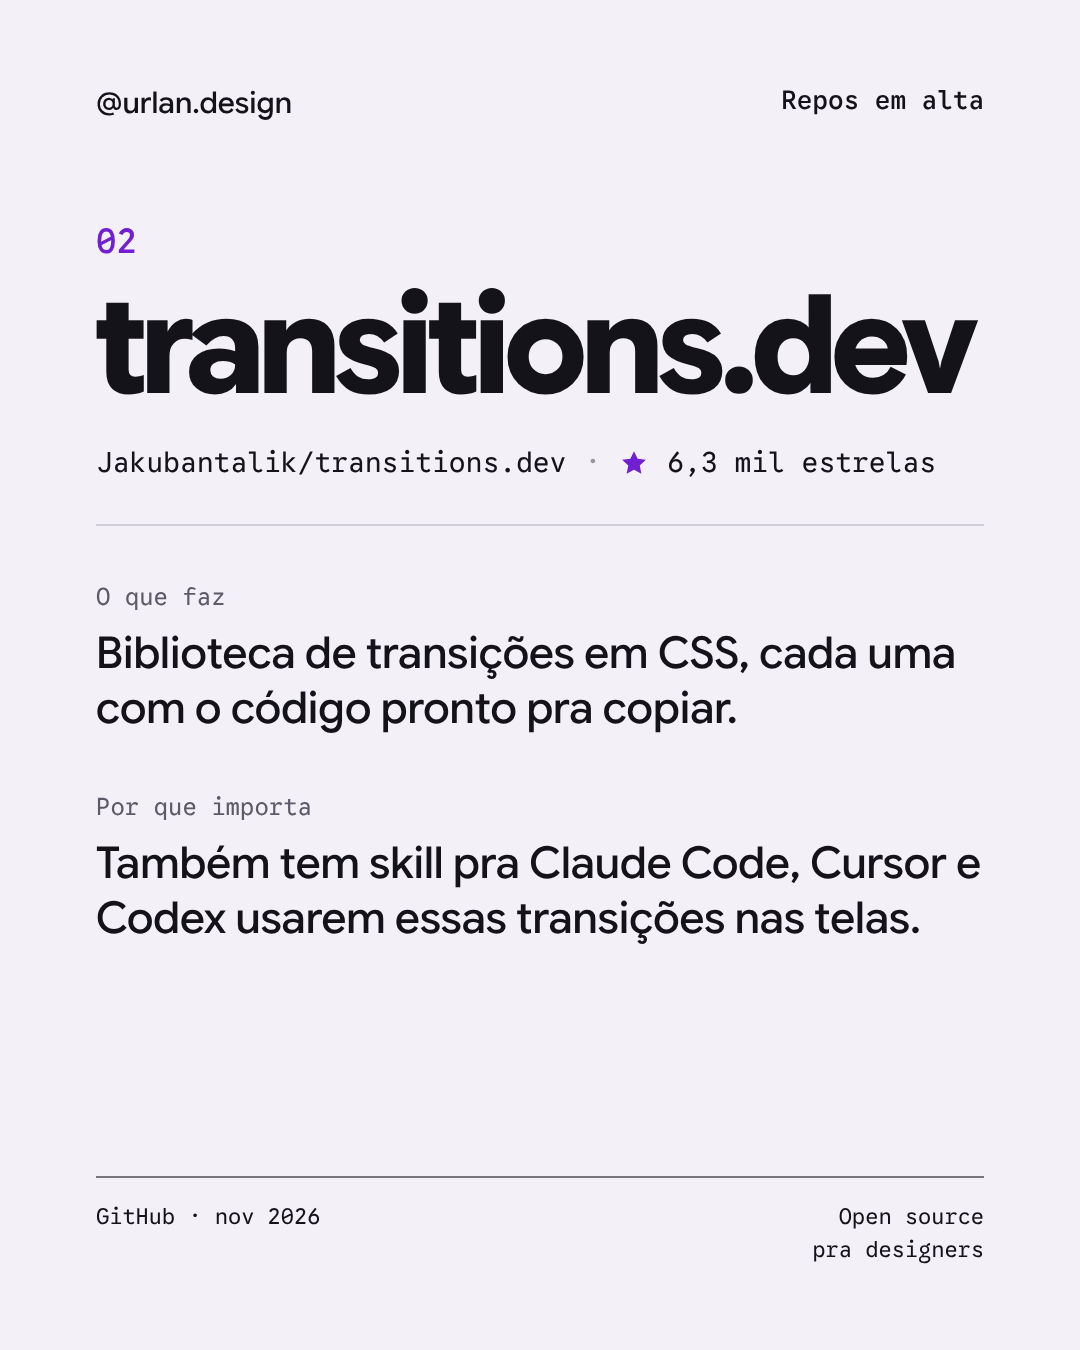 @urlan.design
Repos em alta
02
transitions.dev
Jakubantalik/transitions.dev · ★ 6,3 mil estrelas
O que faz
Biblioteca de transições em CSS, cada uma
com o código pronto pra copiar.
Por que importa
Também tem skill pra Claude Code, Cursor e
Codex usarem essas transições nas telas.
GitHub · nov 2026
Open source
pra designers